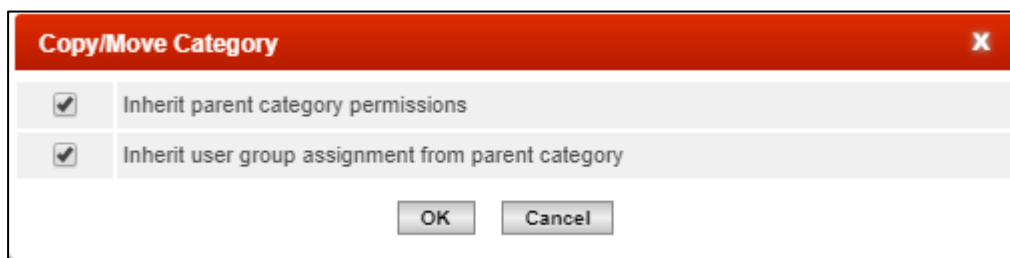 Copy/Move Category X
Inherit parent category permissions
Inherit user group assignment from parent category
OK Cancel